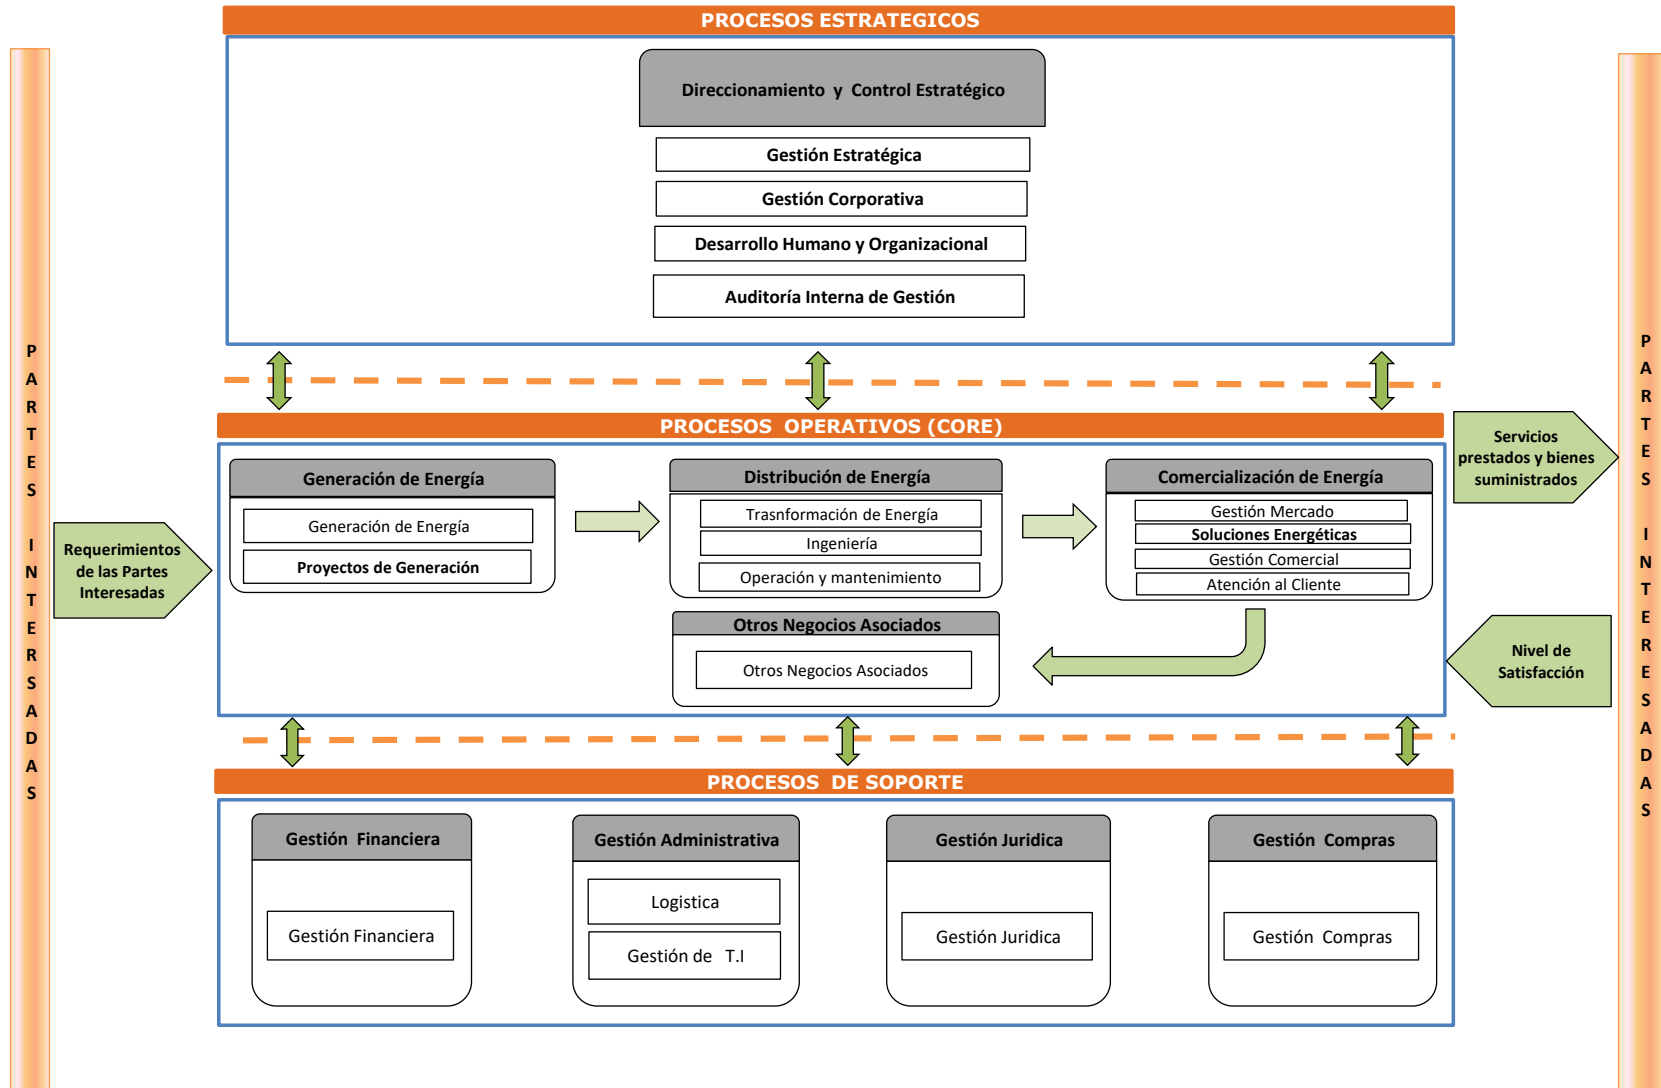 PROCESOS ESTRATEGICOS
Direccionamiento y Control Estratégico
Gestión Estratégica
Gestión Corporativa
Desarrollo Humano y Organizacional
Auditoría Interna de Gestión
PARTES INTERSADAS
Requerimientos
de las Partes
Interesadas
PROCESOS OPERATIVOS (CORE)
Generación de Energía
Generación de Energía
Proyectos de Generación
Distribución de Energía
Trasnformación de Energía
Ingeniería
Operación y mantenimiento
Comercialización de Energía
Gestión Mercado
Soluciones Energéticas
Gestión Comercial
Atención al Cliente
Otros Negocios Asociados
Otros Negocios Asociados
Servicios
prestados y bienes
suministrados
Nivel de
Satisfacción
PARTES INTERESADAS
PROCESOS DE SOPORTE
Gestión Financiera
Gestión Financiera
Gestión Administrativa
Logistica
Gestión de T.I
Gestión Juridica
Gestión Juridica
Gestión Compras
Gestión Compras